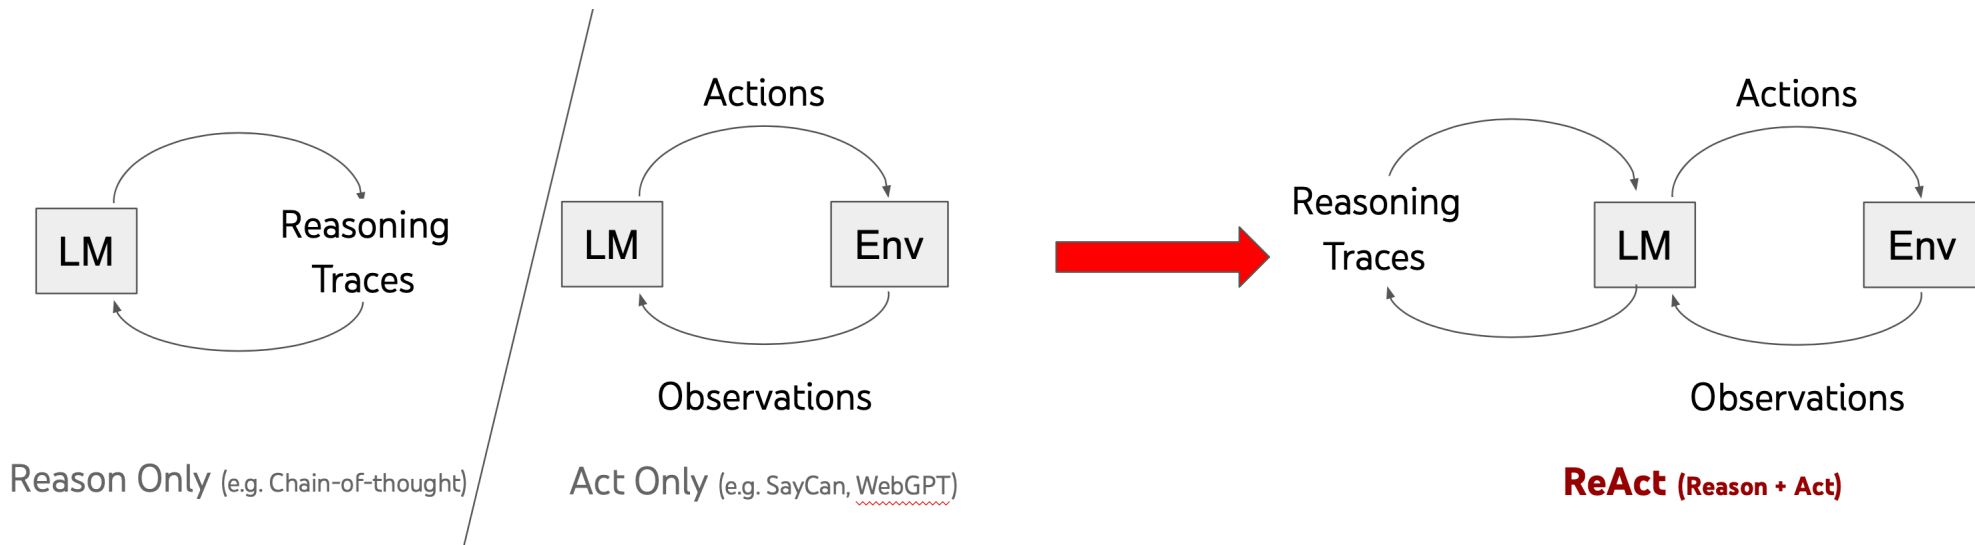 LM
Reasoning
Traces
Reason Only (e.g. Chain-of-thought)
Actions
LM
Env
Observations
Act Only (e.g. SayCan, WebGPT)
Actions
Reasoning
Traces
LM
Env
Observations
ReAct (Reason + Act)